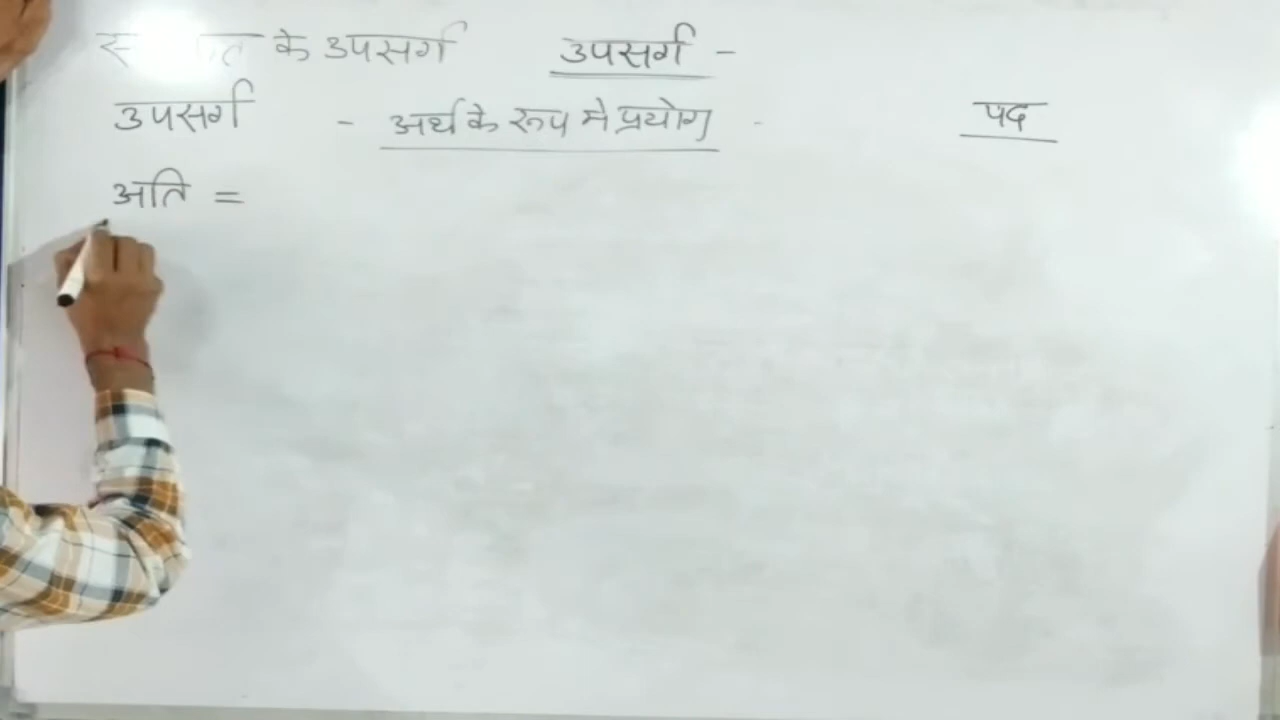 के उपसर्ग उपसर्ग -
उपसर्ग - अर्थ के रूप मे प्रयोग - पद
अति =